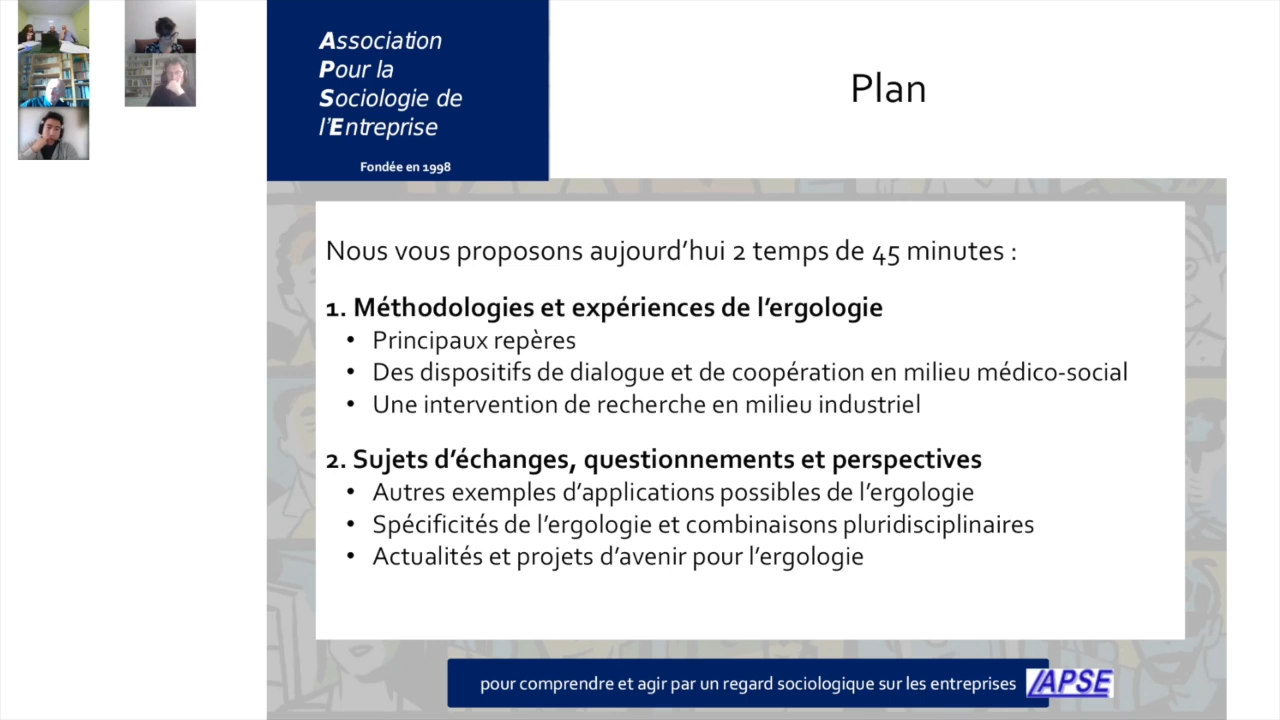 Association
Pour la
Sociologie de
l'Entreprise
Fondée en 1998
Plan
Nous vous proposons aujourd'hui 2 temps de 45 minutes :
1. Méthodologies et expériences de l'ergologie
• Principaux repères
• Des dispositifs de dialogue et de coopération en milieu médico-social
• Une intervention de recherche en milieu industriel
2. Sujets d'échanges, questionnements et perspectives
• Autres exemples d'applications possibles de l'ergologie
• Spécificités de l'ergologie et combinaisons pluridisciplinaires
• Actualités et projets d'avenir pour l'ergologie
pour comprendre et agir par un regard sociologique sur les entreprises
APSE